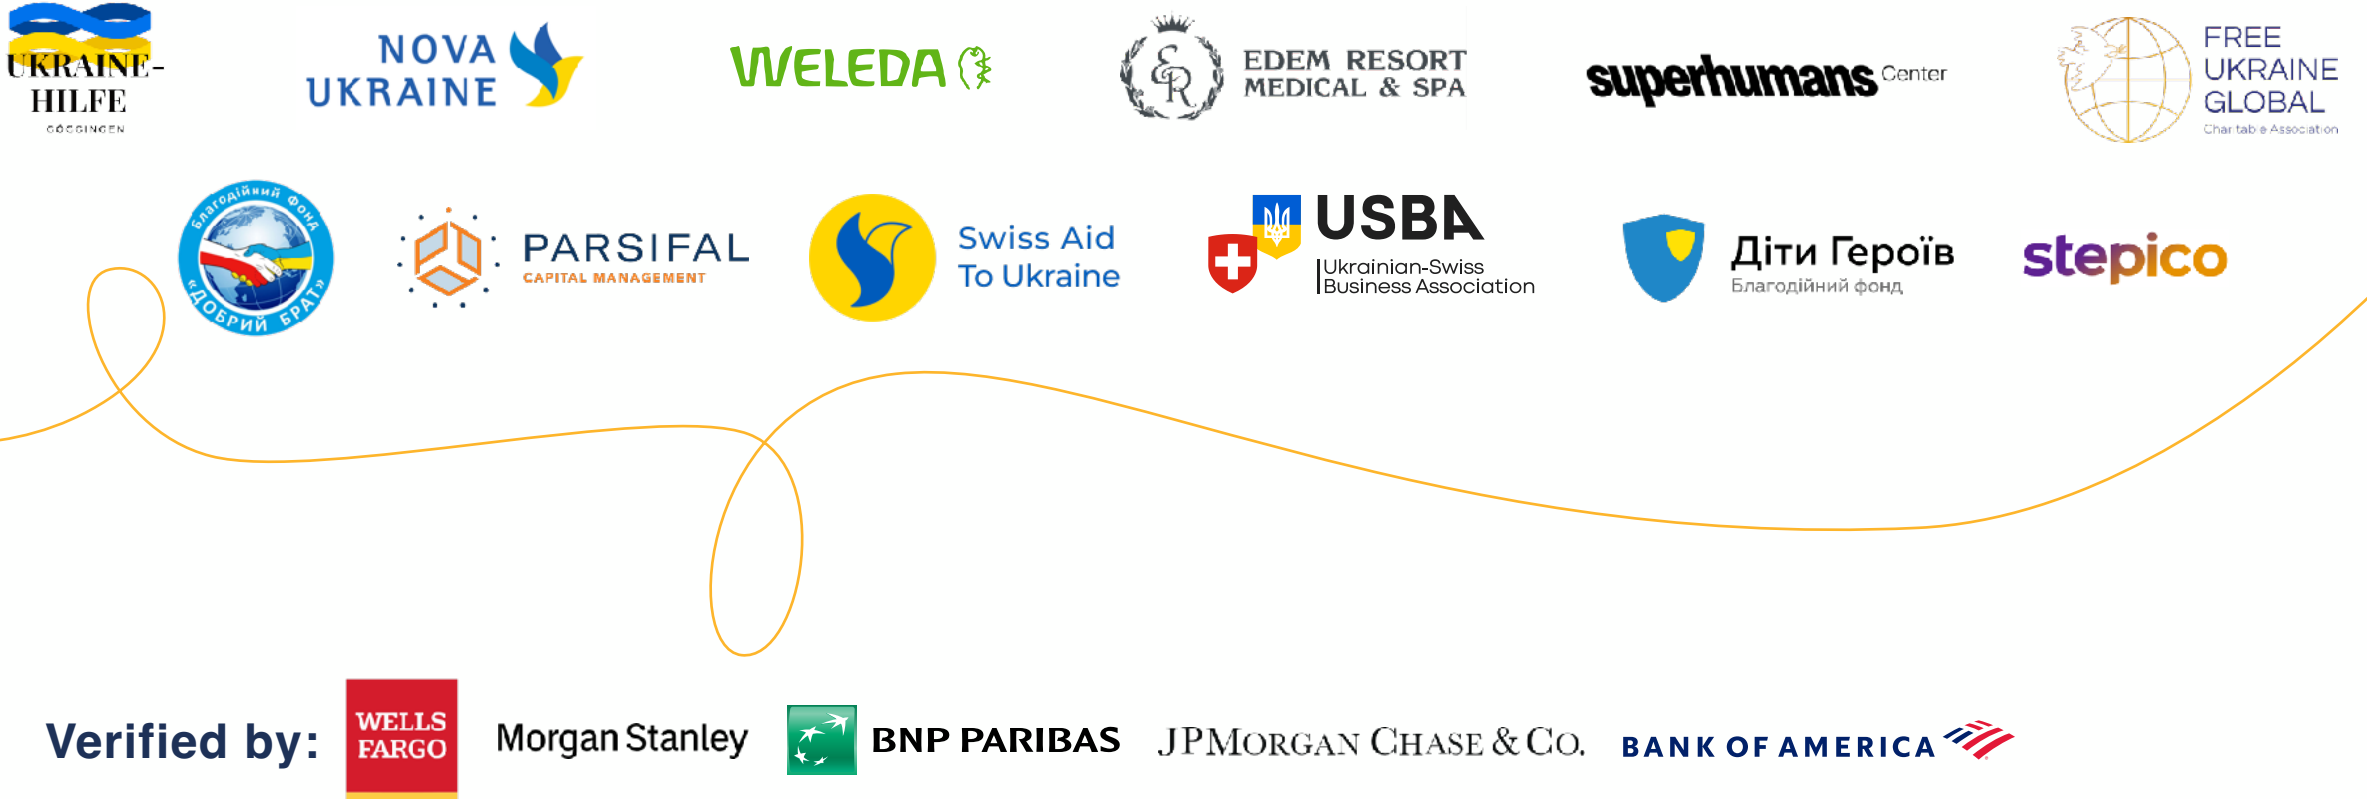 UKRAINE-
HILFE
GÖGGINGEN
NOVA
UKRAINE
WELEDA
ER
EDEM RESORT
MEDICAL & SPA
superhumans Center
FREE
UKRAINE
GLOBAL
Charitable Association
Благодійний Фонд
«ДОБРИЙ БРАТ»
PARSIFAL
CAPITAL MANAGEMENT
Swiss Aid
To Ukraine
USBA
Ukrainian-Swiss
Business Association
Діти Героїв
Благодійний фонд
stepico
Verified by:
WELLS
FARGO
Morgan Stanley
BNP PARIBAS
JPMORGAN CHASE & CO.
BANK OF AMERICA